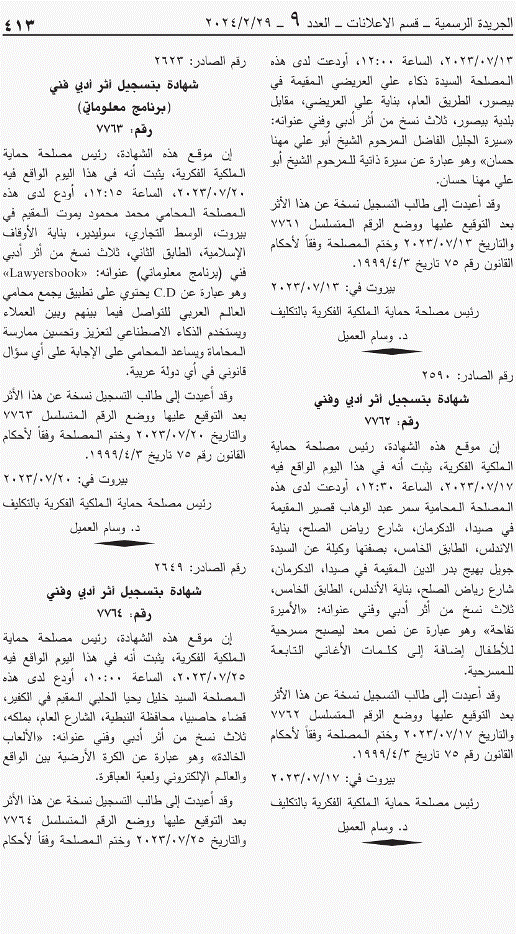 الجريدة الرسمية ــ قسم الاعلانات ــ العدد ٩ ــ ٢٠٢٤/٢/٢٩
٤١٣
٢٠٢٣/٠٧/١٣، الساعة ١٢:٠٠، أودعت لدى هذه
المصلحة السيدة ذكاء علي العريضي المقيمة في
بيصور، الطريق العام، بناية علي العريضي، مقابل
بلدية بيصور، ثلاث نسخ من أثر أدبي وفني عنوانه:
«سيرة الجليل الفاضل المرحوم الشيخ أبو علي مهنا
حسان» وهو عبارة عن سيرة ذاتية للمرحوم الشيخ أبو
علي مهنا حسان.
وقد أعيدت إلى طالب التسجيل نسخة عن هذا الأثر
بعد التوقيع عليها ووضع الرقم المتسلسل ٧٧٦١
والتاريخ ٢٠٢٣/٠٧/١٣ وختم المصلحة وفقاً لأحكام
القانون رقم ٧٥ تاريخ ١٩٩٩/٤/٣.
بيروت في: ٢٠٢٣/٠٧/١٣
رئيس مصلحة حماية الملكية الفكرية بالتكليف
د. وسام العميل
رقم الصادر: ٢٥٩٠
شهادة بتسجيل أثر أدبي وفني
رقم: ٧٧٦٢
إن موقع هذه الشهادة، رئيس مصلحة حماية
الملكية الفكرية، يثبت أنه في هذا اليوم الواقع فيه
٢٠٢٣/٠٧/١٧، الساعة ١٢:٣٠، أودعت لدى هذه
المصلحة المحامية سمر عبد الوهاب قصير المقيمة
في صيدا، الدكرمان، شارع رياض الصلح، بناية
الاندلس، الطابق الخامس، بصفتها وكيلة عن السيدة
جويل بهيج بدر الدين المقيمة في صيدا، الدكرمان،
شارع رياض الصلح، بناية الأندلس، الطابق الخامس،
ثلاث نسخ من أثر أدبي وفني عنوانه: «الأميرة
تفاحة» وهو عبارة عن نص معد ليصبح مسرحية
للأطفال إضافة إلى كلمات الأغاني التابعة
للمسرحية.
وقد أعيدت إلى طالب التسجيل نسخة عن هذا الأثر
بعد التوقيع عليها ووضع الرقم المتسلسل ٧٧٦٢
والتاريخ ٢٠٢٣/٠٧/١٧ وختم المصلحة وفقاً لأحكام
القانون رقم ٧٥ تاريخ ١٩٩٩/٤/٣.
بيروت في: ٢٠٢٣/٠٧/١٧
رئيس مصلحة حماية الملكية الفكرية بالتكليف
د. وسام العميل
رقم الصادر: ٢٦٢٣
شهادة بتسجيل أثر أدبي فني
(برنامج معلوماتي)
رقم: ٧٧٦٣
إن موقع هذه الشهادة، رئيس مصلحة حماية
الملكية الفكرية، يثبت أنه في هذا اليوم الواقع فيه
٢٠٢٣/٠٧/٢٠، الساعة ١٢:١٥، أودع لدى هذه
المصلحة المحامي محمد محمود يموت المقيم في
بيروت، الوسط التجاري، سوليدير، بناية الأوقاف
الإسلامية، الطابق الثاني، ثلاث نسخ من أثر أدبي
فني (برنامج معلوماتي) عنوانه: «Lawyersbook»
وهو عبارة عن C.D يحتوي على تطبيق يجمع محامي
العالم العربي للتواصل فيما بينهم وبين العملاء
ويستخدم الذكاء الاصطناعي لتعزيز وتحسين ممارسة
المحاماة ويساعد المحامي على الإجابة على أي سؤال
قانوني في أي دولة عربية.
وقد أعيدت إلى طالب التسجيل نسخة عن هذا الأثر
بعد التوقيع عليها ووضع الرقم المتسلسل ٧٧٦٣
والتاريخ ٢٠٢٣/٠٧/٢٠ وختم المصلحة وفقاً لأحكام
القانون رقم ٧٥ تاريخ ١٩٩٩/٤/٣.
بيروت في: ٢٠٢٣/٠٧/٢٠
رئيس مصلحة حماية الملكية الفكرية بالتكليف
د. وسام العميل
رقم الصادر: ٢٦٤٩
شهادة بتسجيل أثر أدبي وفني
رقم: ٧٧٦٤
إن موقع هذه الشهادة، رئيس مصلحة حماية
الملكية الفكرية، يثبت أنه في هذا اليوم الواقع فيه
٢٠٢٣/٠٧/٢٥، الساعة ١٠:٠٠، أودع لدى هذه
المصلحة السيد خليل يحيا الحلبي المقيم في الكفير،
قضاء حاصبيا، محافظة النبطية، الشارع العام، بملكه،
ثلاث نسخ من أثر أدبي وفني عنوانه: «الألعاب
الخالدة» وهو عبارة عن الكرة الأرضية بين الواقع
والعالم الإلكتروني ولعبة العباقرة.
وقد أعيدت إلى طالب التسجيل نسخة عن هذا الأثر
بعد التوقيع عليها ووضع الرقم المتسلسل ٧٧٦٤
والتاريخ ٢٠٢٣/٠٧/٢٥ وختم المصلحة وفقاً لأحكام